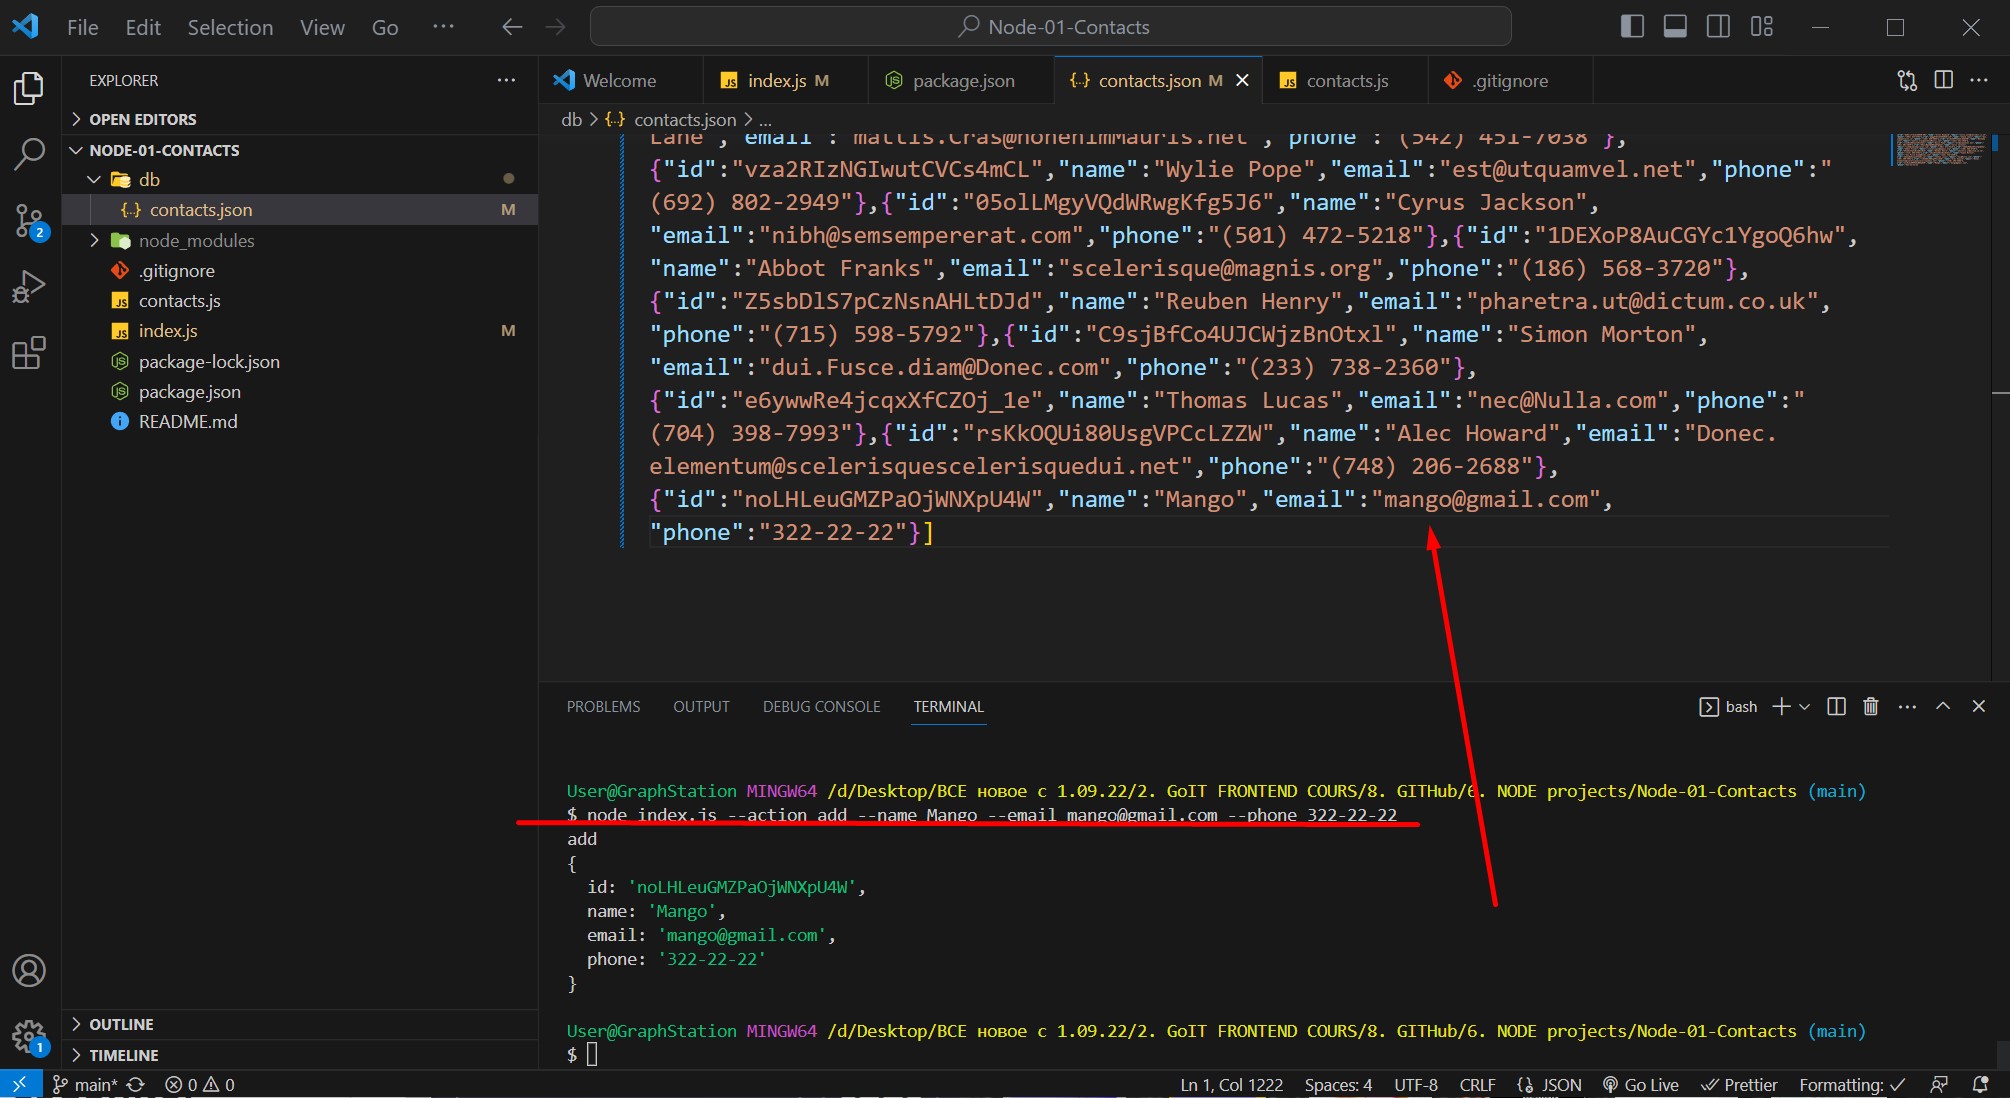 File Edit Selection View Go ··· Node-01-Contacts
EXPLORER ···
OPEN EDITORS
NODE-01-CONTACTS
db
contacts.json M
node_modules
.gitignore
contacts.js
index.js M
package-lock.json
package.json
README.md
OUTLINE
TIMELINE
Welcome index.js M package.json contacts.json M contacts.js .gitignore
db > contacts.json > ...
Lane","email":"mattis.Cras@nonenimMauris.net","phone":"(542) 451-7038"},
{"id":"vza2RIzNGIwutCVCs4mCL","name":"Wylie Pope","email":"est@utquamvel.net","phone":"
(692) 802-2949"},{"id":"05olLMgyVQdWRwgKfg5J6","name":"Cyrus Jackson",
"email":"nibh@semsempererat.com","phone":"(501) 472-5218"},{"id":"1DEXoP8AuCGYc1YgoQ6hw",
"name":"Abbot Franks","email":"scelerisque@magnis.org","phone":"(186) 568-3720"},
{"id":"Z5sbDlS7pCzNsnAHLtDJd","name":"Reuben Henry","email":"pharetra.ut@dictum.co.uk",
"phone":"(715) 598-5792"},{"id":"C9sjBfCo4UJCWjzBnOtxl","name":"Simon Morton",
"email":"dui.Fusce.diam@Donec.com","phone":"(233) 738-2360"},
{"id":"e6ywwRe4jcqxXfCZOj_1e","name":"Thomas Lucas","email":"nec@Nulla.com","phone":"
(704) 398-7993"},{"id":"rsKkOQUi80UsgVPCcLZZW","name":"Alec Howard","email":"Donec.
elementum@scelerisquescelerisquedui.net","phone":"(748) 206-2688"},
{"id":"noLHLeuGMZPaOjWNXpU4W","name":"Mango","email":"mango@gmail.com",
"phone":"322-22-22"}]
PROBLEMS OUTPUT DEBUG CONSOLE TERMINAL bash
User@GraphStation MINGW64 /d/Desktop/ВСЕ новое с 1.09.22/2. GoIT FRONTEND COURS/8. GITHub/6. NODE projects/Node-01-Contacts (main)
$ node index.js --action add --name Mango --email mango@gmail.com --phone 322-22-22
add
{
id: 'noLHLeuGMZPaOjWNXpU4W',
name: 'Mango',
email: 'mango@gmail.com',
phone: '322-22-22'
}
User@GraphStation MINGW64 /d/Desktop/ВСЕ новое с 1.09.22/2. GoIT FRONTEND COURS/8. GITHub/6. NODE projects/Node-01-Contacts (main)
$
2
1
main* 0 0 Ln 1, Col 1222 Spaces: 4 UTF-8 CRLF JSON Go Live Prettier Formatting: ✓